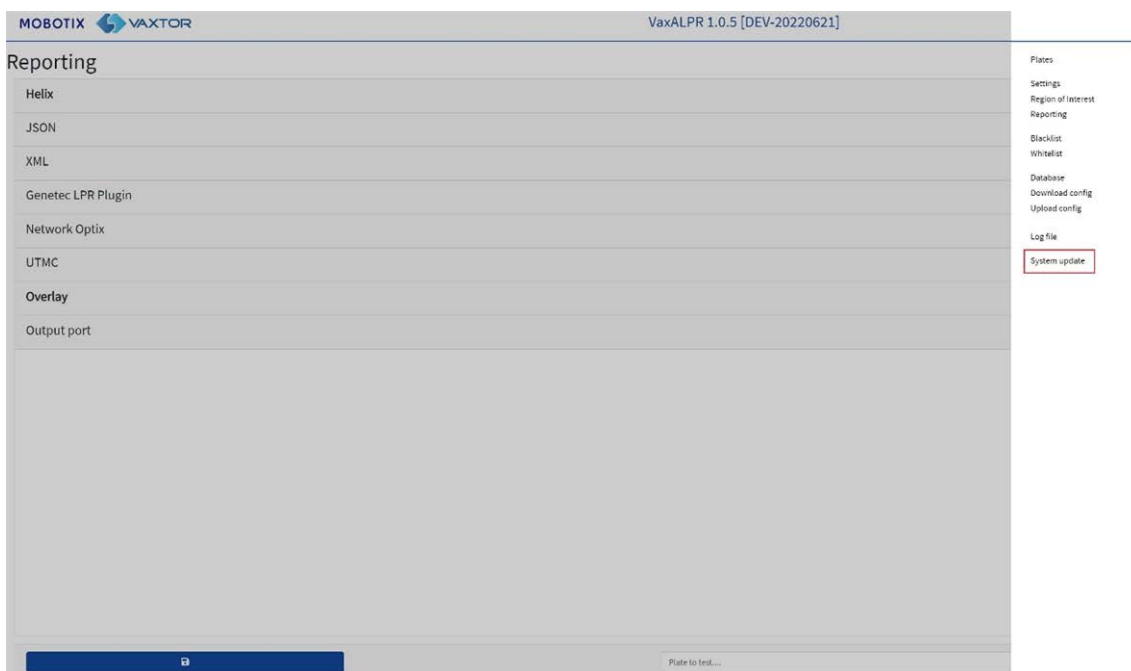 MOBOTIX VAXTOR
VaxALPR 1.0.5 [DEV-20220621]
Reporting
Helix
JSON
XML
Genetec LPR Plugin
Network Optix
UTMC
Overlay
Output port
Plate to test....
Plates
Settings
Region of Interest
Reporting
Blacklist
Whitelist
Database
Download config
Upload config
Log file
System update